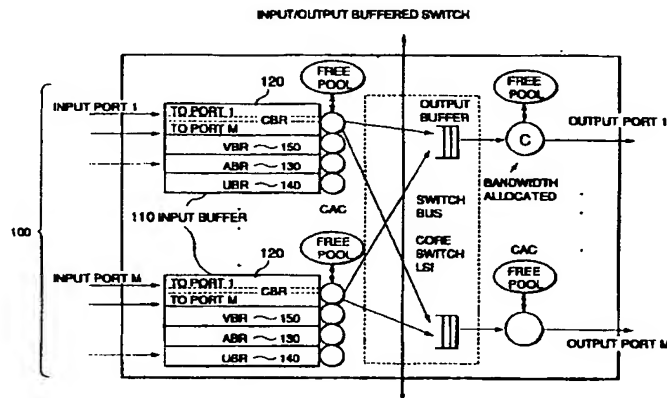 INPUT/OUTPUT BUFFERED SWITCH
120
FREE POOL
FREE POOL
INPUT PORT 1
TO PORT 1
CBR
TO PORT M
VBR 150
ABR 130
UBR 140
OUTPUT BUFFER
C
OUTPUT PORT 1
BANDWIDTH ALLOCATED
110 INPUT BUFFER
CAC
SWITCH BUS
100
120
FREE POOL
CORE SWITCH LSI
CAC
FREE POOL
INPUT PORT M
TO PORT 1
CBR
TO PORT M
VBR 150
ABR 130
UBR 140
OUTPUT PORT M